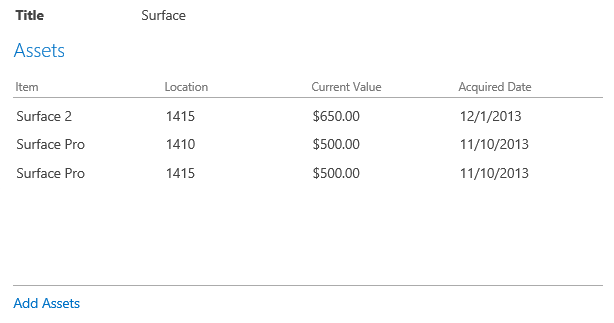 Title Surface
Assets
Item Location Current Value Acquired Date
Surface 2 1415 $650.00 12/1/2013
Surface Pro 1410 $500.00 11/10/2013
Surface Pro 1415 $500.00 11/10/2013
Add Assets